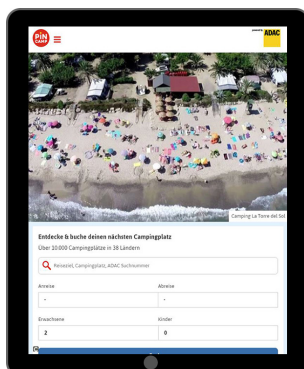 PiN
CAMP
ADAC
Camping La Torre del Sol
Entdecke & buche deinen nächsten Campingplatz
Über 10.000 Campingplätze in 38 Ländern
Reiseziel, Campingplatz, ADAC Suchnummer
Anreise
Abreise
-
-
Erwachsene
Kinder
2
0